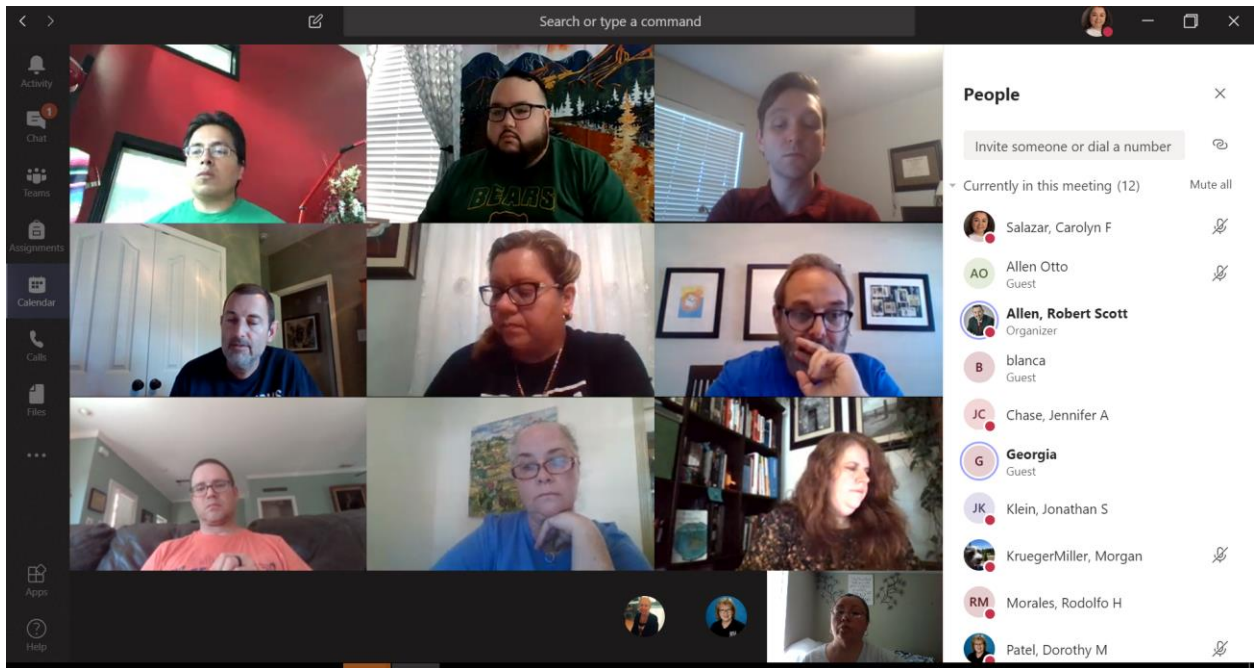 Search or type a command
Activity
Chat
1
Teams
Assignments
Calendar
Calls
Files
Apps
Help
BEARS
People
Invite someone or dial a number
Currently in this meeting (12)
Mute all
Salazar, Carolyn F
AO
Allen Otto
Guest
Allen, Robert Scott
Organizer
B
blanca
Guest
JC
Chase, Jennifer A
G
Georgia
Guest
JK
Klein, Jonathan S
KruegerMiller, Morgan
RM
Morales, Rodolfo H
Patel, Dorothy M